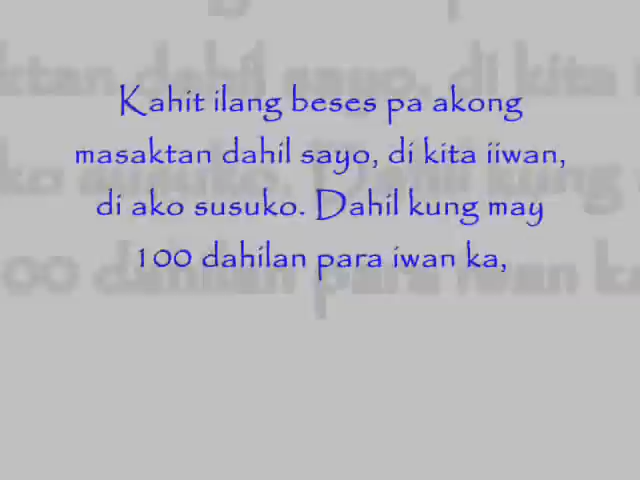 Kahit ilang beses pa akong
masaktan dahil sayo, di kita iiwan,
di ako susuko. Dahil kung may
100 dahilan para iwan ka,